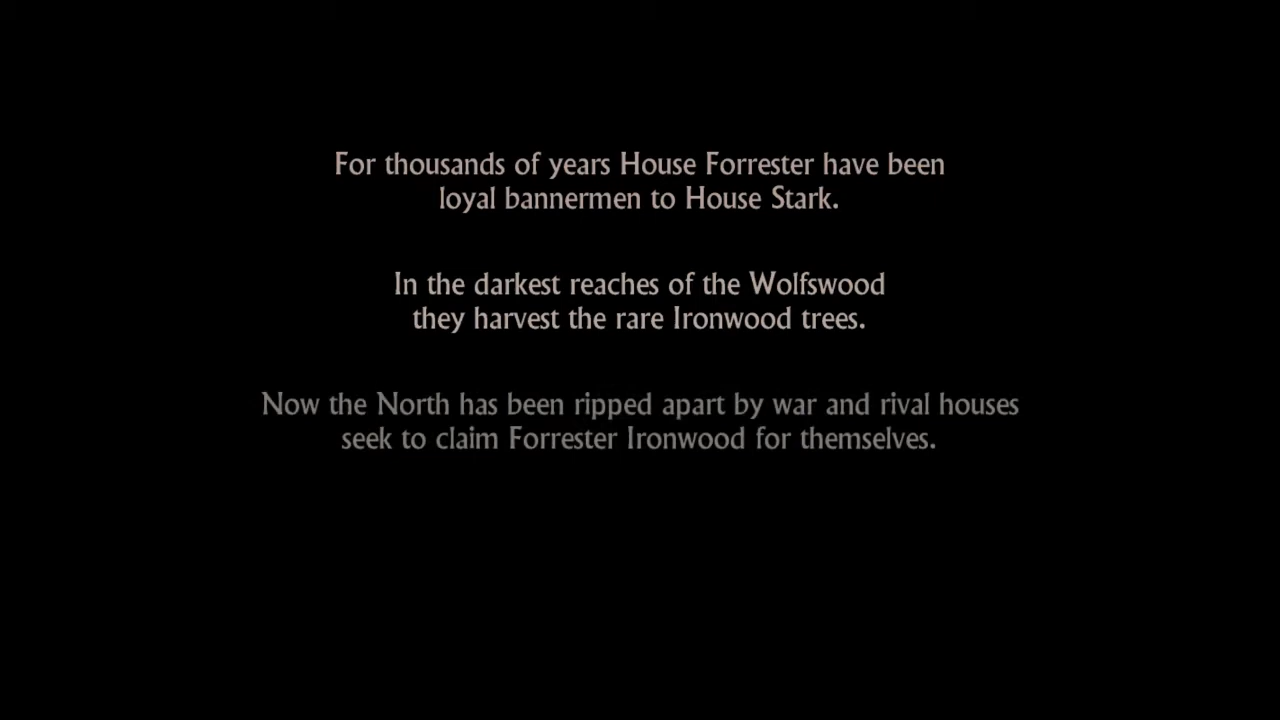 For thousands of years House Forrester have been
loyal bannermen to House Stark.
In the darkest reaches of the Wolfswood
they harvest the rare Ironwood trees.
Now the North has been ripped apart by war and rival houses
seek to claim Forrester Ironwood for themselves.